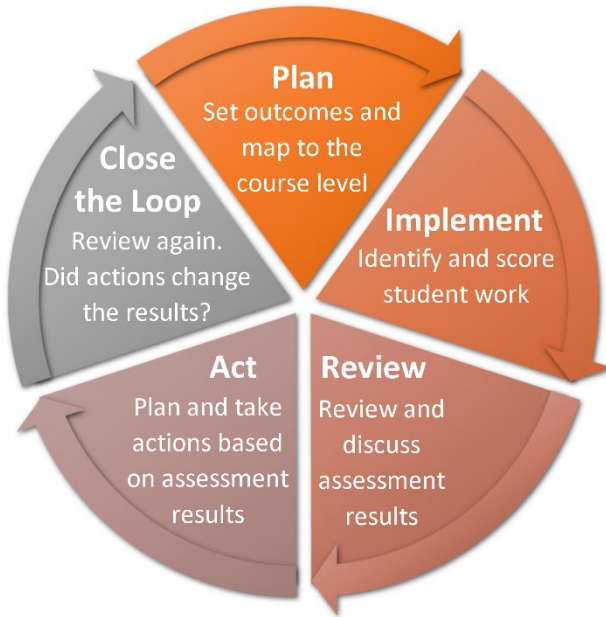 Plan
Set outcomes and
map to the
course level
Implement
Identify and score
student work
Review
Review and
discuss
assessment
results
Act
Plan and take
actions based
on assessment
results
Close
the Loop
Review again.
Did actions change
the results?